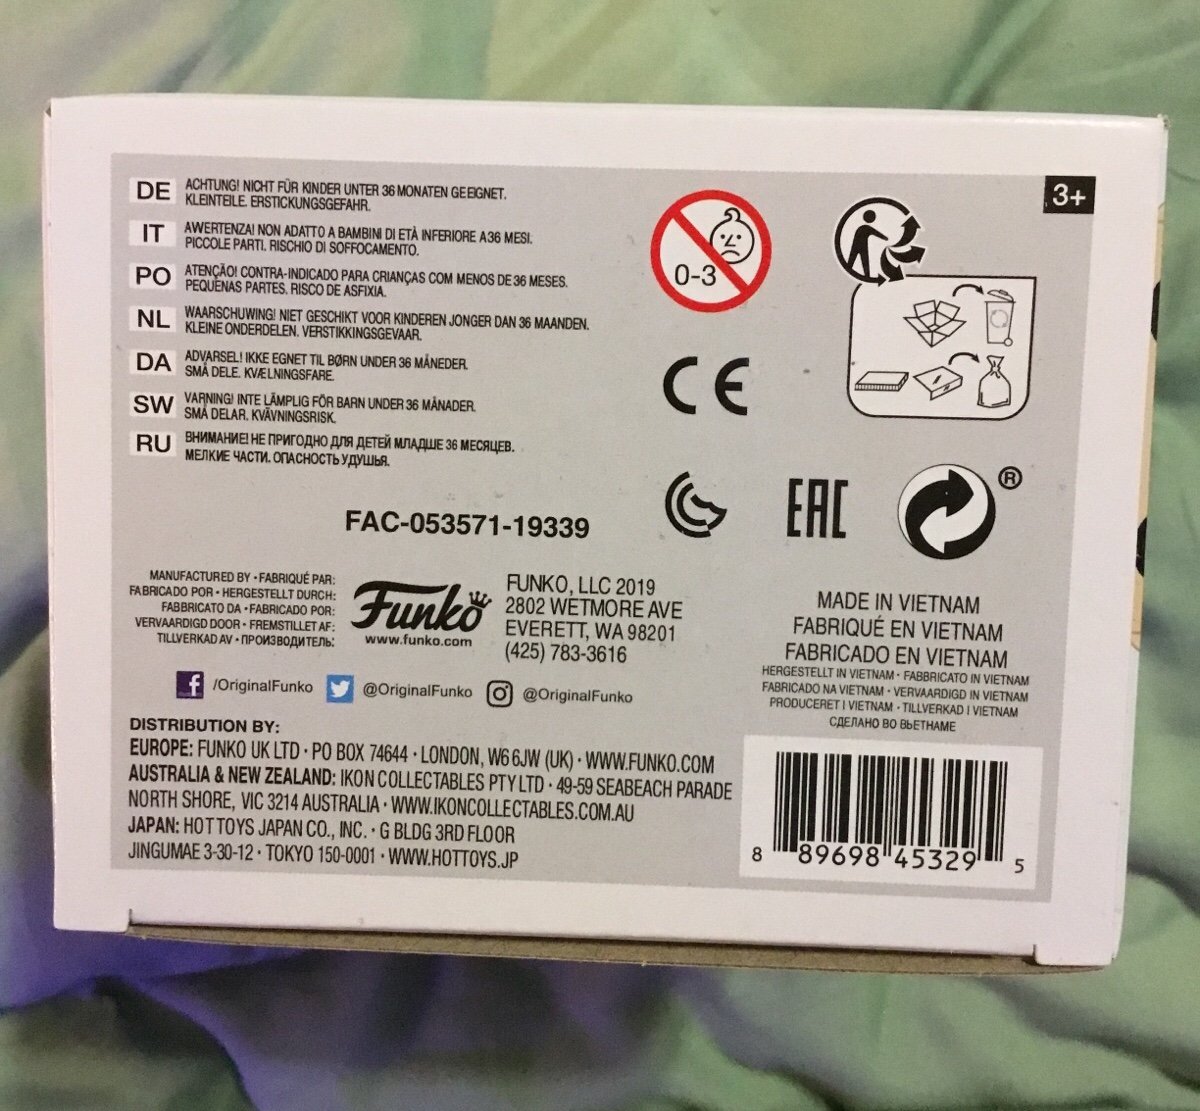 DE
ACHTUNG! NICHT FÜR KINDER UNTER 36 MONATEN GEEIGNET.
KLEINTEILE. ERSTICKUNGSGEFAHR.
IT
AWERTENZA! NON ADATTO A BAMBINI DI ETÀ INFERIORE A 36 MESI.
PICCOLE PARTI. RISCHIO DI SOFFOCAMENTO.
PO
ATENÇÃO! CONTRA-INDICADO PARA CRIANÇAS COM MENOS DE 36 MESES.
PEQUENAS PARTES. RISCO DE ASFIXIA.
NL
WAARSCHUWING! NIET GESCHIKT VOOR KINDEREN JONGER DAN 36 MAANDEN.
KLEINE ONDERDELEN. VERSTIKKINGSGEVAAR.
DA
ADVARSEL! IKKE EGNET TIL BØRN UNDER 36 MÅNEDER.
SMÅ DELE. KVÆLNINGSFARE.
SW
VARNING! INTE LÄMPLIG FÖR BARN UNDER 36 MÅNADER.
SMÅ DELAR. KVÄVNINGSRISK.
RU
ВНИМАНИЕ! НЕ ПРИГОДНО ДЛЯ ДЕТЕЙ МЛАДШЕ 36 МЕСЯЦЕВ.
МЕЛКИЕ ЧАСТИ. ОПАСНОСТЬ УДУШЬЯ.
0-3
3+
CE
EAC
®
FAC-053571-19339
MANUFACTURED BY · FABRIQUÉ PAR:
FABRICADO POR · HERGESTELLT DURCH:
FABBRICATO DA · FABRICADO POR:
VERVAARDIGD DOOR · FREMSTILLET AF:
TILLVERKAD AV · ПРОИЗВОДИТЕЛЬ:
Funko
www.funko.com
FUNKO, LLC 2019
2802 WETMORE AVE
EVERETT, WA 98201
(425) 783-3616
MADE IN VIETNAM
FABRIQUÉ EN VIETNAM
FABRICADO EN VIETNAM
HERGESTELLT IN VIETNAM · FABBRICATO IN VIETNAM
FABRICADO NA VIETNAM · VERVAARDIGD IN VIETNAM
PRODUCERET I VIETNAM · TILLVERKAD I VIETNAM
СДЕЛАНО ВО ВЬЕТНАМЕ
f /OriginalFunko @OriginalFunko @OriginalFunko
DISTRIBUTION BY:
EUROPE: FUNKO UK LTD · PO BOX 74644 · LONDON, W6 6JW (UK) · WWW.FUNKO.COM
AUSTRALIA & NEW ZEALAND: IKON COLLECTABLES PTY LTD · 49-59 SEABEACH PARADE
NORTH SHORE, VIC 3214 AUSTRALIA · WWW.IKONCOLLECTABLES.COM.AU
JAPAN: HOT TOYS JAPAN CO., INC. · G BLDG 3RD FLOOR
JINGUMAE 3-30-12 · TOKYO 150-0001 · WWW.HOTTOYS.JP
8 89698 45329 5